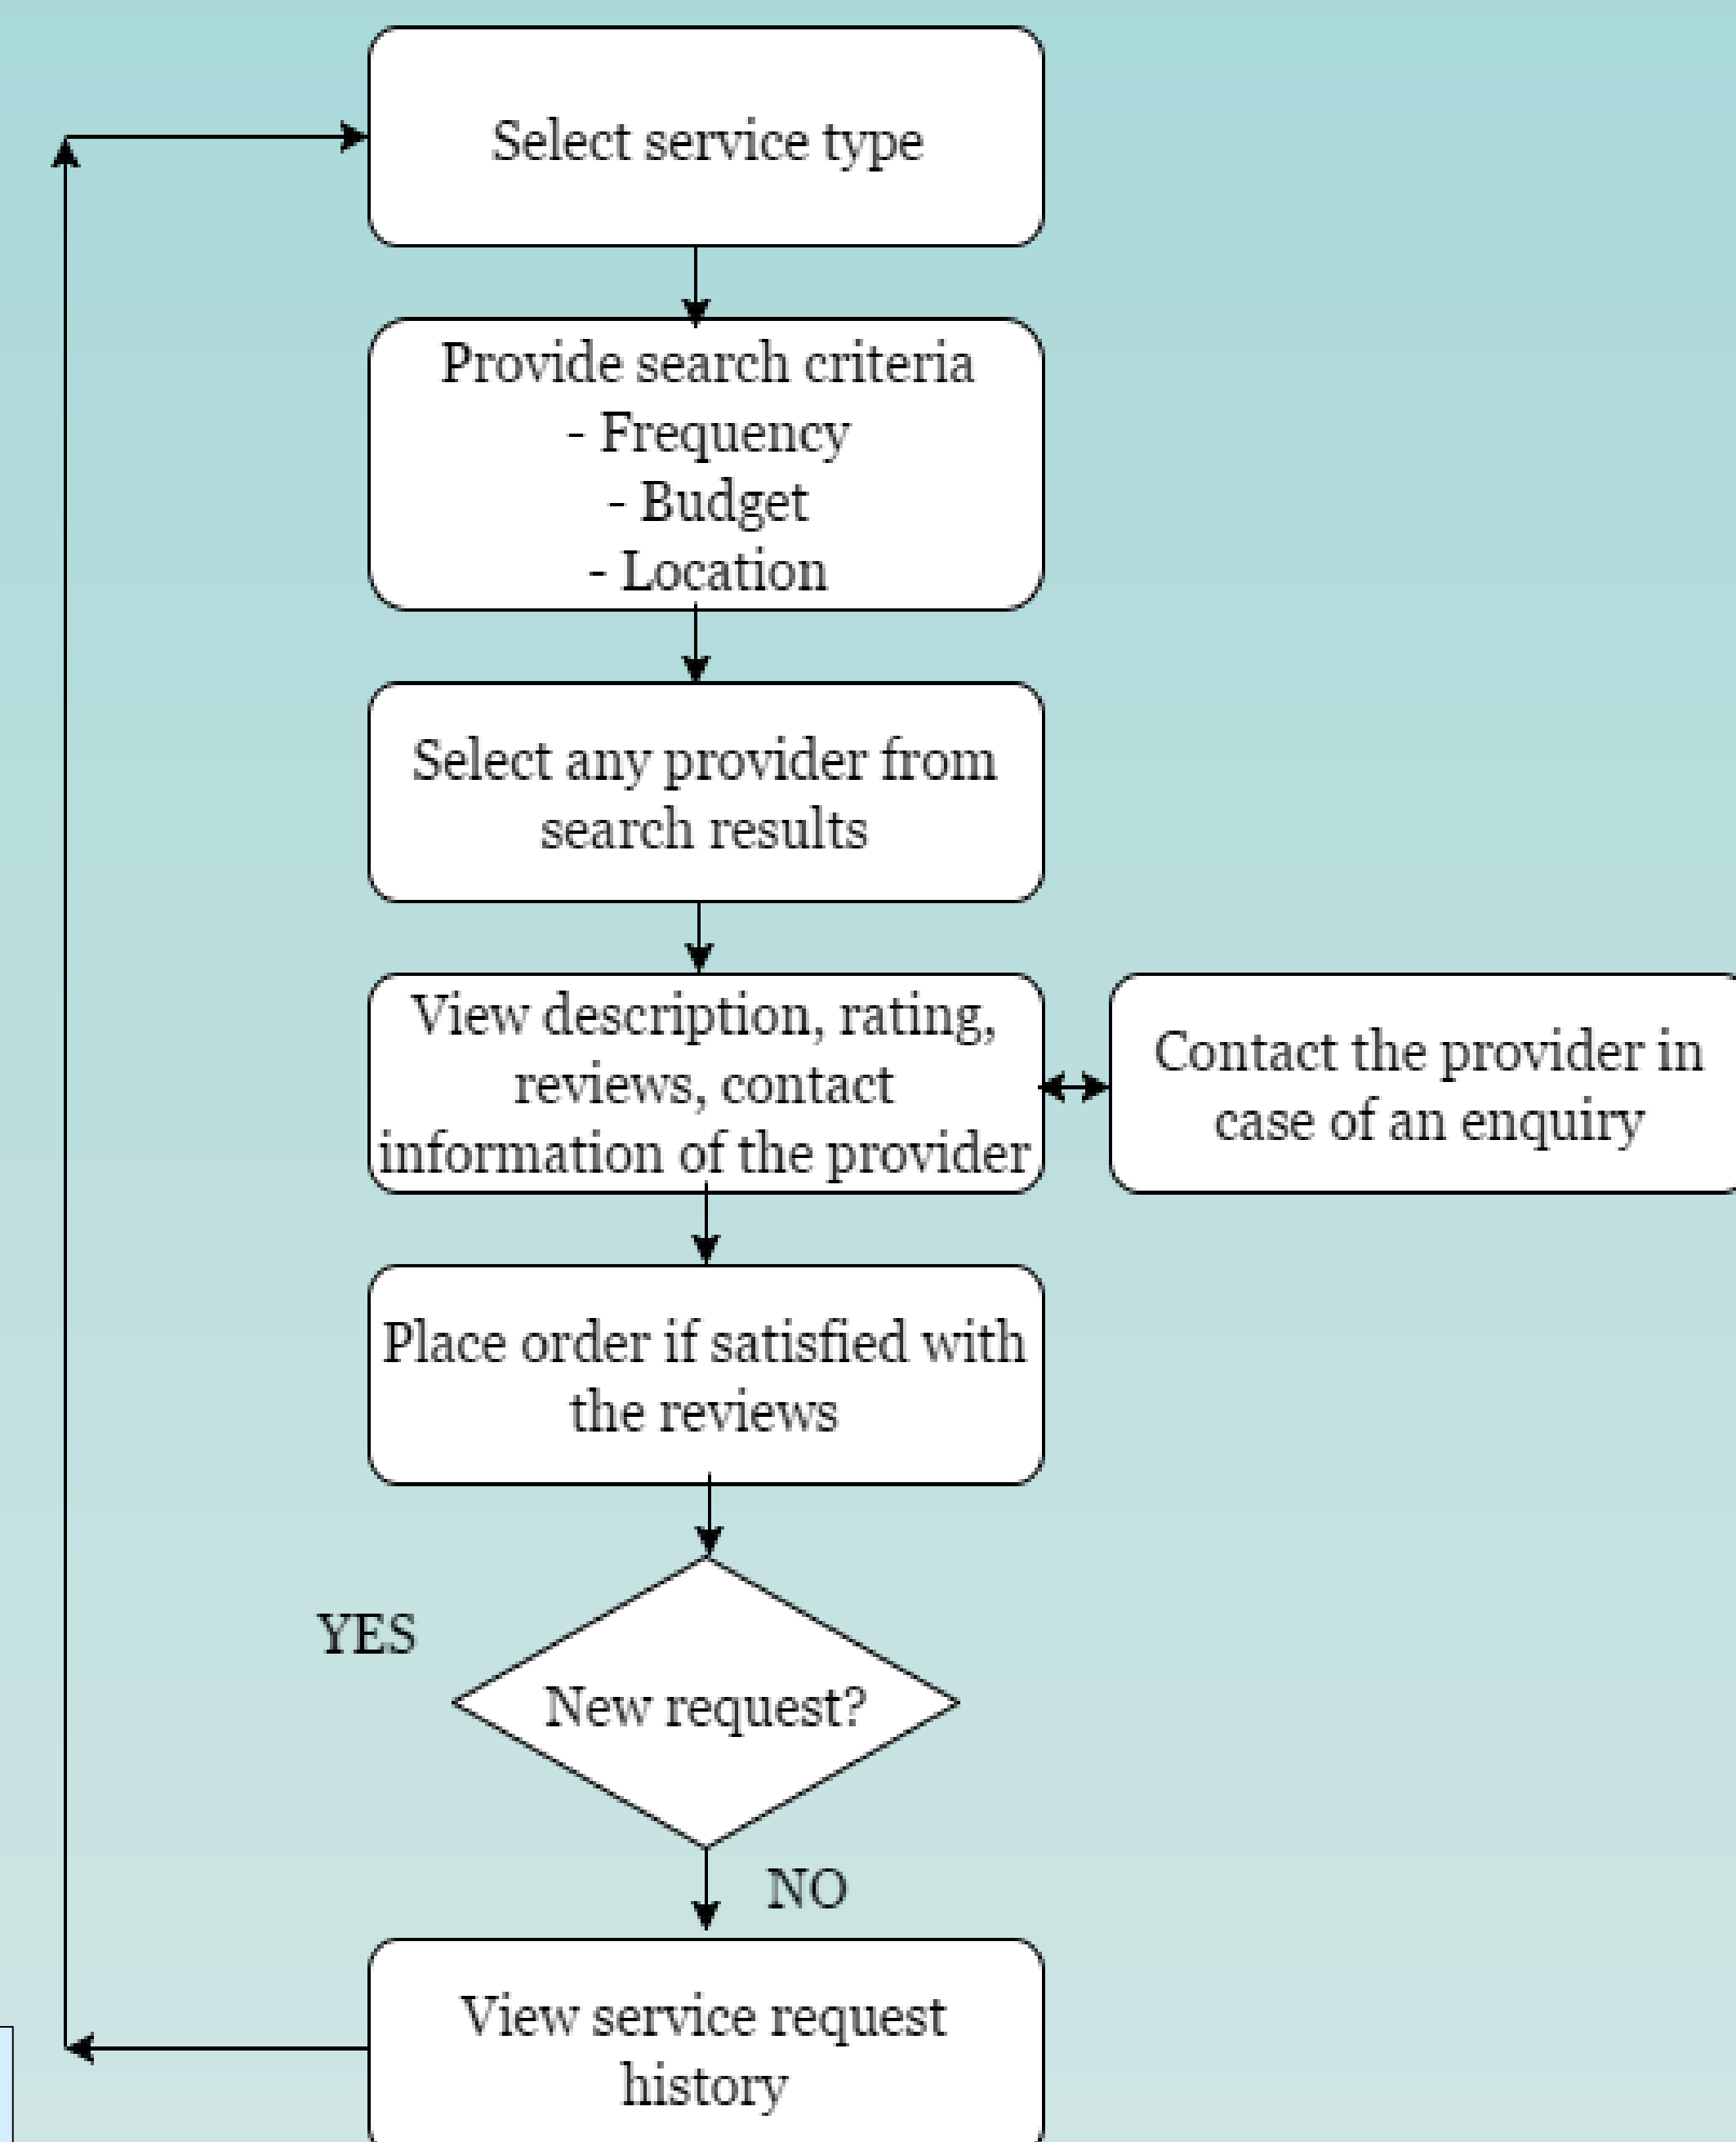 Select service type
Provide search criteria
- Frequency
- Budget
- Location
Select any provider from
search results
View description, rating,
reviews, contact
information of the provider
Contact the provider in
case of an enquiry
Place order if satisfied with
the reviews
YES
New request?
NO
View service request
history